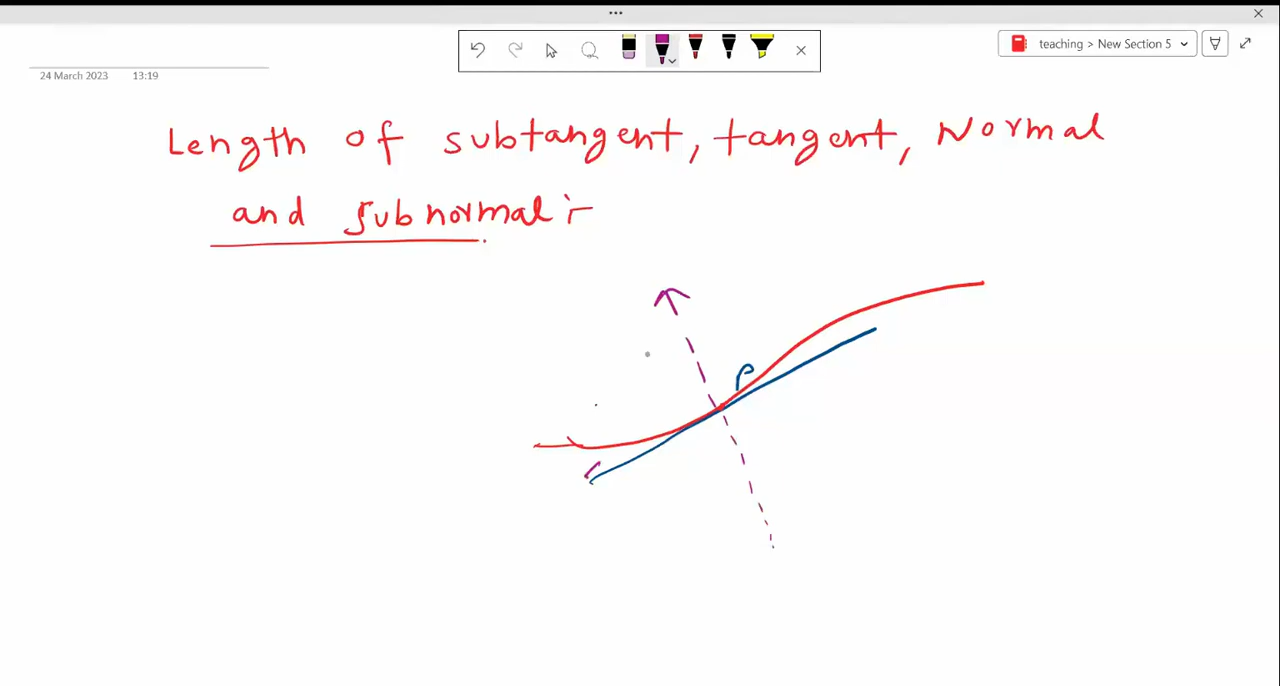 teaching > New Section 5
24 March 2023 13:19
Length of subtangent, tangent, Normal
and subnormal :-
P